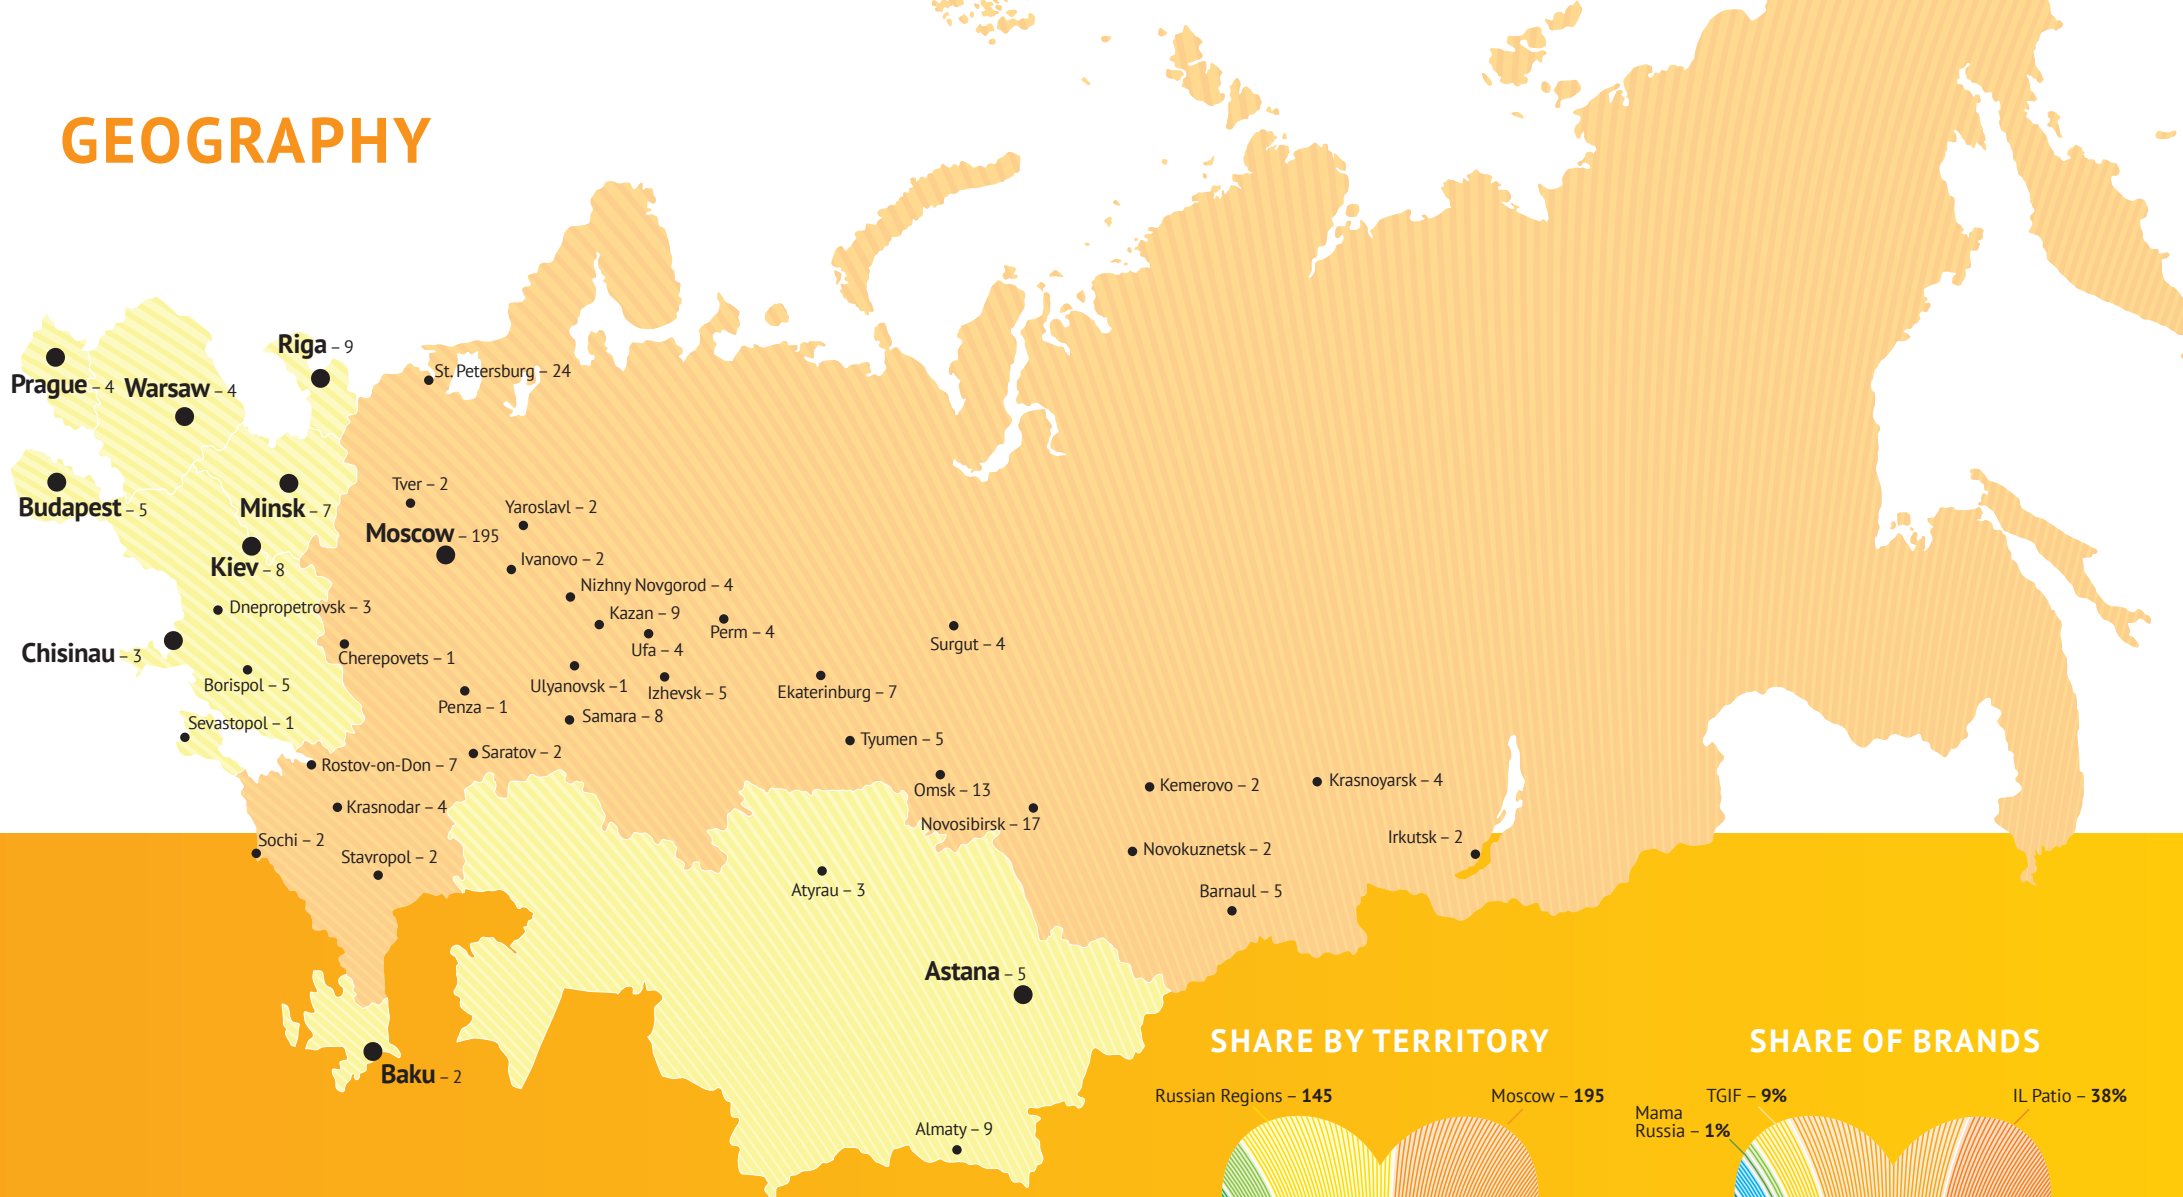 GEOGRAPHY
Riga – 9
Prague – 4
Warsaw – 4
St. Petersburg – 24
Budapest – 5
Minsk – 7
Tver – 2
Yaroslavl – 2
Moscow – 195
Ivanovo – 2
Kiev – 8
Nizhny Novgorod – 4
Dnepropetrovsk – 3
Kazan – 9
Perm – 4
Ufa – 4
Surgut – 4
Chisinau – 3
Cherepovets – 1
Borispol – 5
Ulyanovsk –1
Izhevsk – 5
Ekaterinburg – 7
Penza – 1
Samara – 8
Sevastopol – 1
Tyumen – 5
Saratov – 2
Rostov-on-Don – 7
Omsk – 13
Kemerovo – 2
Krasnoyarsk – 4
Krasnodar – 4
Novosibirsk – 17
Sochi – 2
Irkutsk – 2
Stavropol – 2
Novokuznetsk – 2
Atyrau – 3
Barnaul – 5
Astana – 5
Baku – 2
Almaty – 9
SHARE BY TERRITORY
Russian Regions – 145
Moscow – 195
SHARE OF BRANDS
TGIF – 9%
IL Patio – 38%
Mama
Russia – 1%